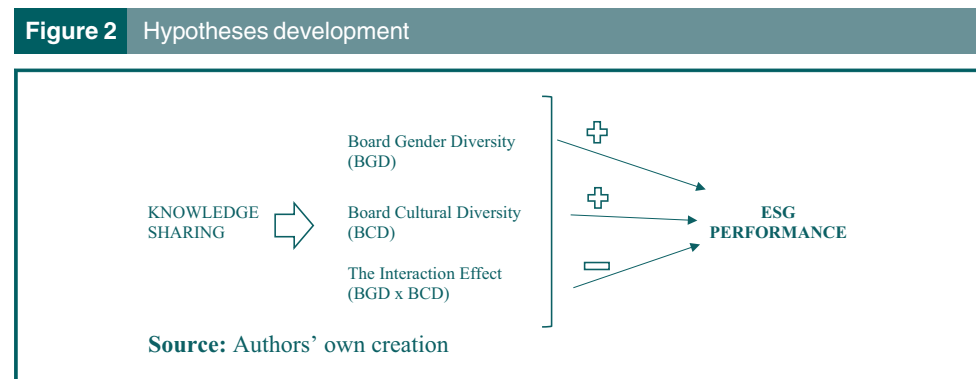 Figure 2 Hypotheses development
Board Gender Diversity
(BGD)
KNOWLEDGE
SHARING
Board Cultural Diversity
(BCD)
The Interaction Effect
(BGD x BCD)
ESG
PERFORMANCE
Source: Authors' own creation